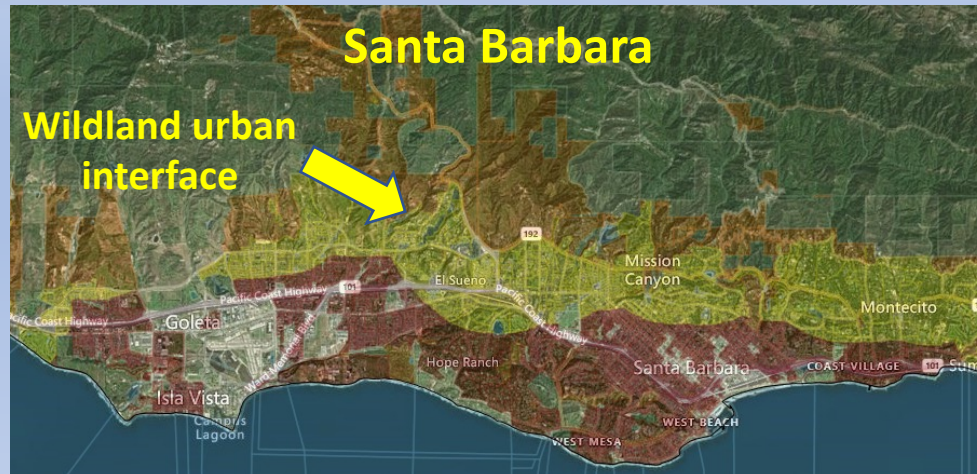 Santa Barbara
Wildland urban
interface
192
Mission
Canyon
El Sueno
Pacific Coast Highway
101
Pacific Coast Highway
Montecito
Pacific Coast Highway
Goleta
Hope Ranch
Santa Barbara
COAST VILLAGE
101
Sum
Isla Vista
Campus
Lagoon
WEST BEACH
WEST MESA